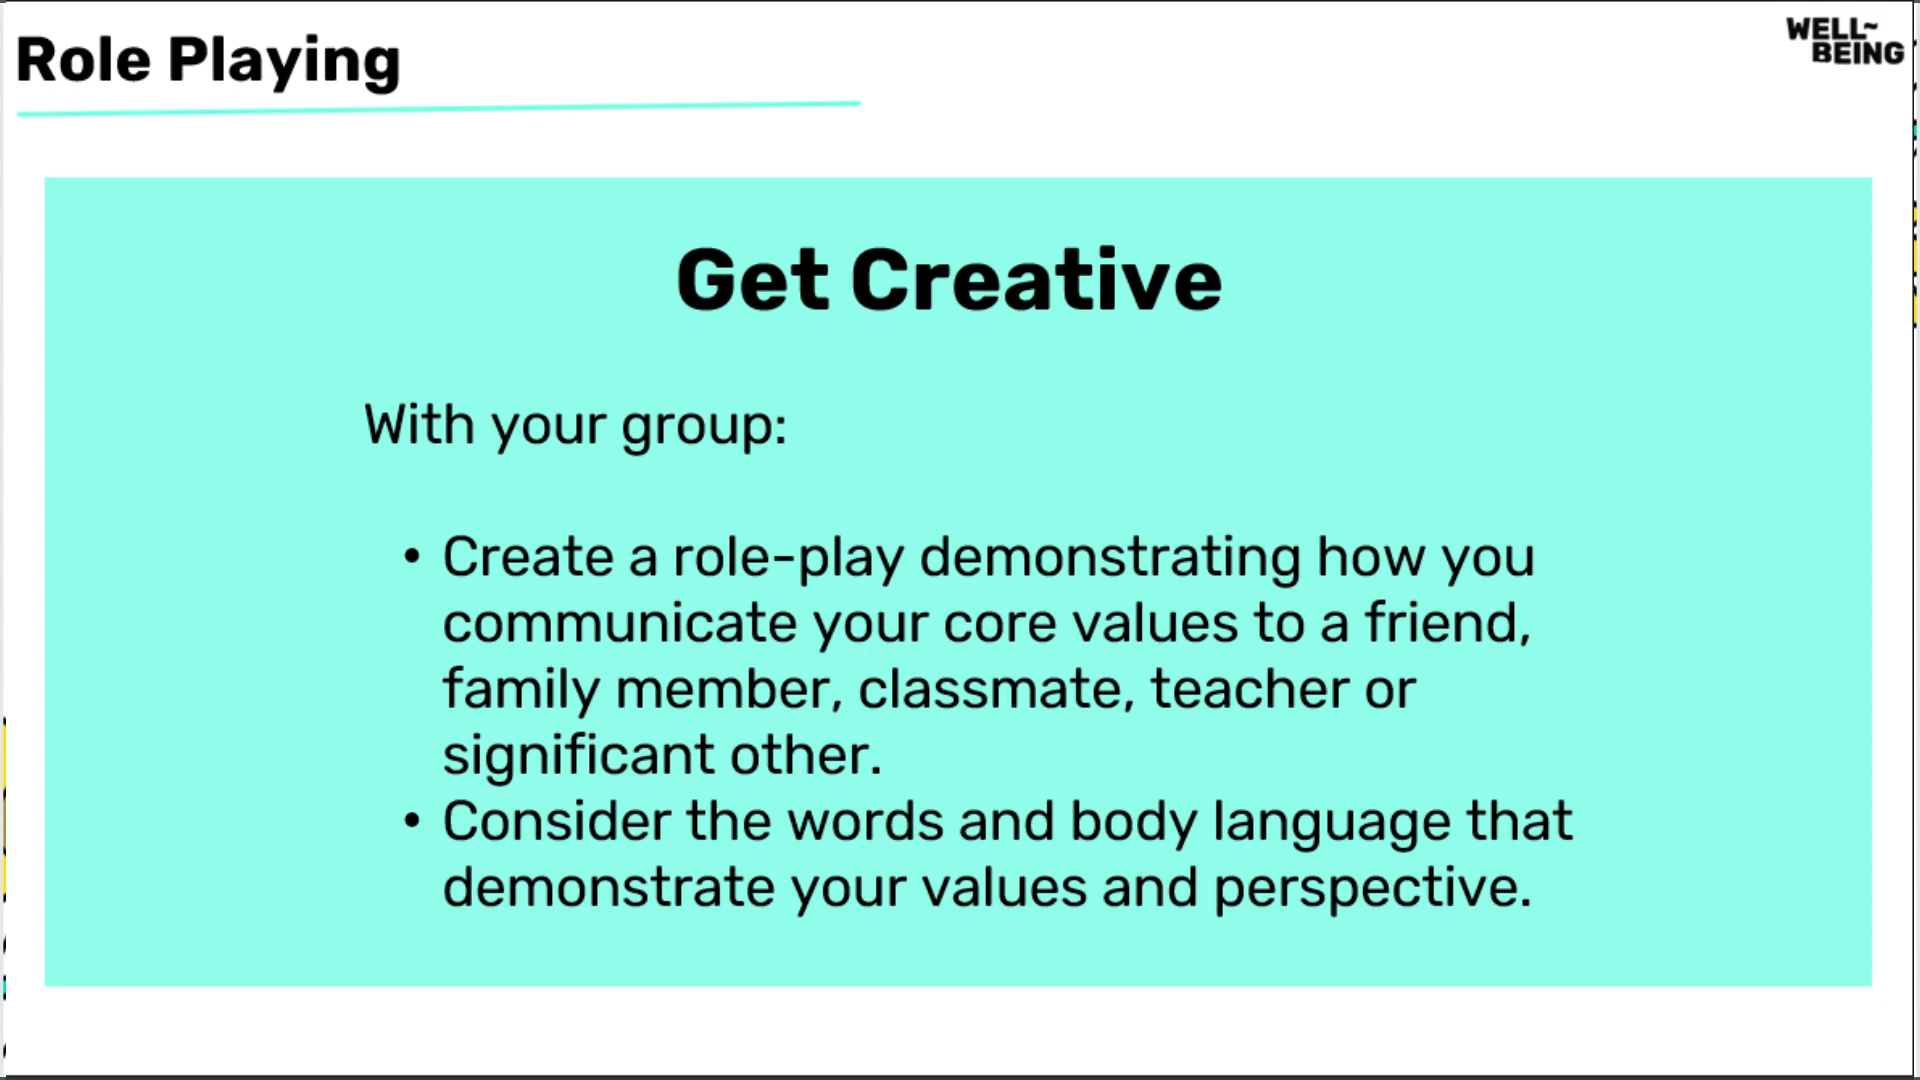 Role Playing
WELL~
BEING
Get Creative
With your group:
• Create a role-play demonstrating how you
communicate your core values to a friend,
family member, classmate, teacher or
significant other.
• Consider the words and body language that
demonstrate your values and perspective.